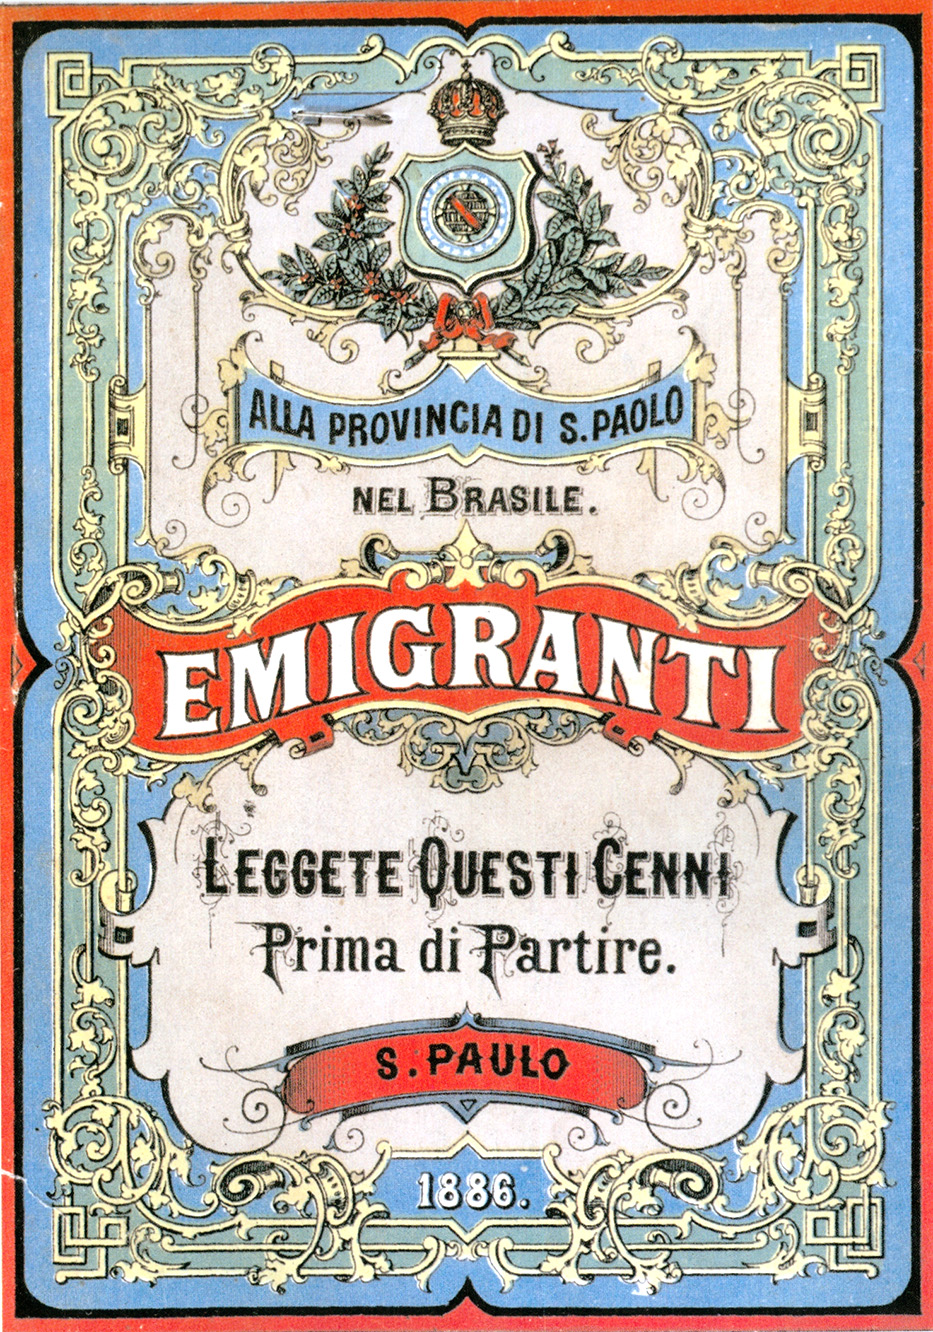 ALLA PROVINCIA DI S. PAOLO
NEL BRASILE.
EMIGRANTI
LEGGETE QUESTI CENNI
Prima di Partire.
S. PAULO
1886.